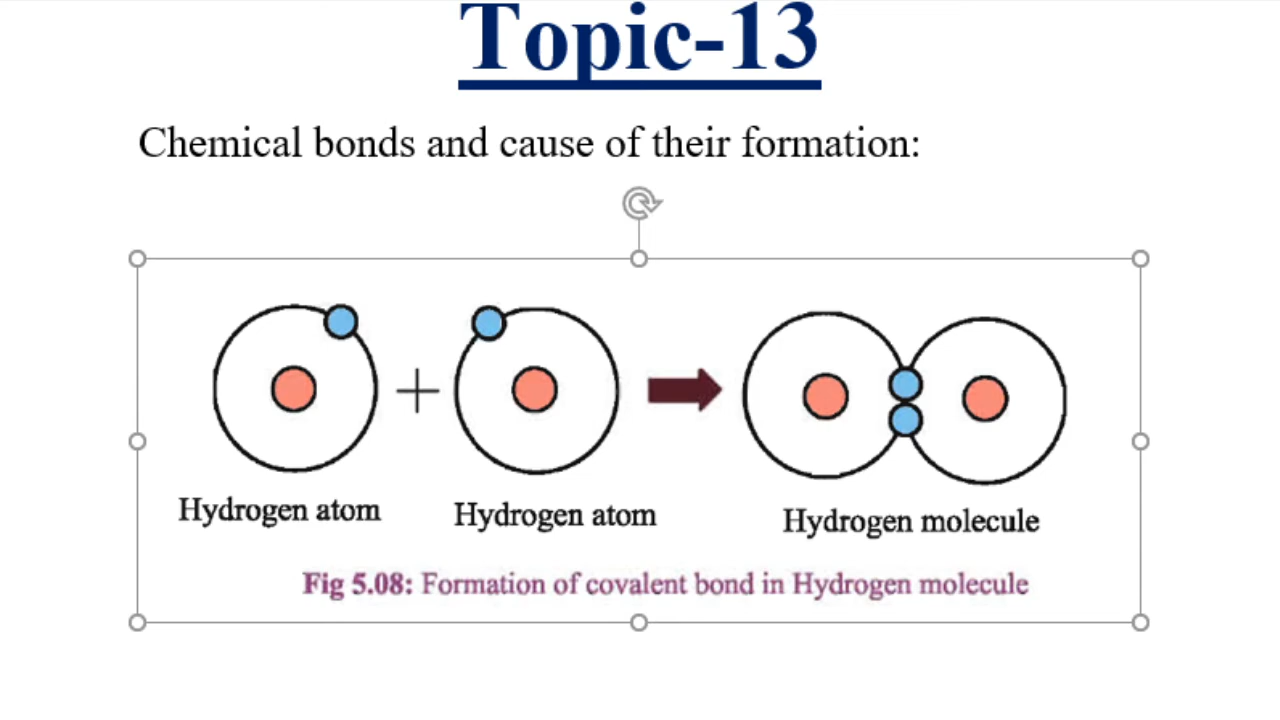 Topic-13
Chemical bonds and cause of their formation:
Hydrogen atom
Hydrogen atom
Hydrogen molecule
Fig 5.08: Formation of covalent bond in Hydrogen molecule